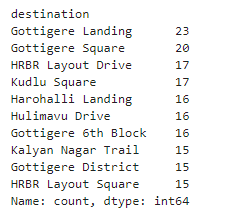 destination
Gottigere Landing 23
Gottigere Square 20
HRBR Layout Drive 17
Kudlu Square 17
Harohalli Landing 16
Hulimavu Drive 16
Gottigere 6th Block 16
Kalyan Nagar Trail 15
Gottigere District 15
HRBR Layout Square 15
Name: count, dtype: int64